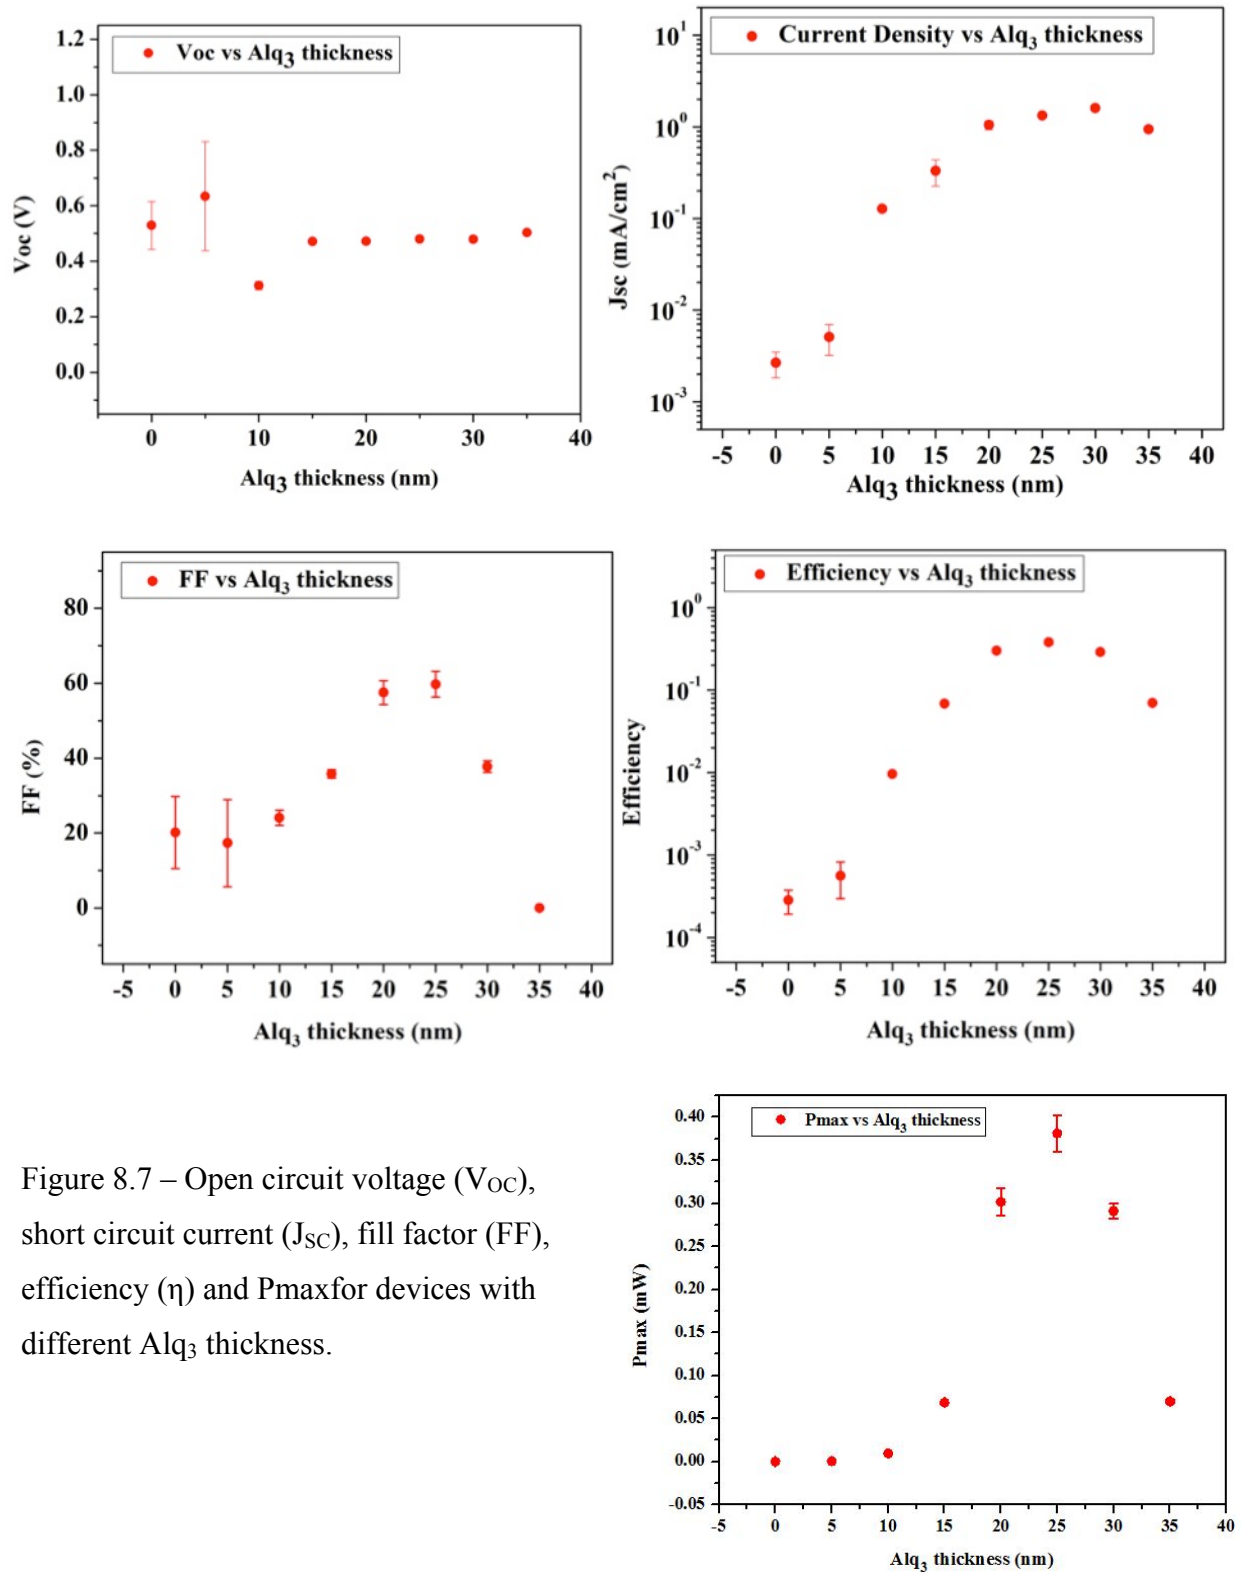 Voc vs Alq3 thickness
1.2
1.0
0.8
0.6
0.4
0.2
0.0
Voc (V)
0 10 20 30 40
Alq3 thickness (nm)
Current Density vs Alq3 thickness
10^1
10^0
10^-1
10^-2
10^-3
Jsc (mA/cm^2)
-5 0 5 10 15 20 25 30 35 40
Alq3 thickness (nm)
FF vs Alq3 thickness
80
60
40
20
0
FF (%)
-5 0 5 10 15 20 25 30 35 40
Alq3 thickness (nm)
Efficiency vs Alq3 thickness
10^0
10^-1
10^-2
10^-3
10^-4
Efficiency
-5 0 5 10 15 20 25 30 35 40
Alq3 thickness (nm)
Figure 8.7 – Open circuit voltage (VOC),
short circuit current (JSC), fill factor (FF),
efficiency (η) and Pmaxfor devices with
different Alq3 thickness.
Pmax vs Alq3 thickness
0.40
0.35
0.30
0.25
0.20
0.15
0.10
0.05
0.00
-0.05
Pmax (mW)
-5 0 5 10 15 20 25 30 35 40
Alq3 thickness (nm)